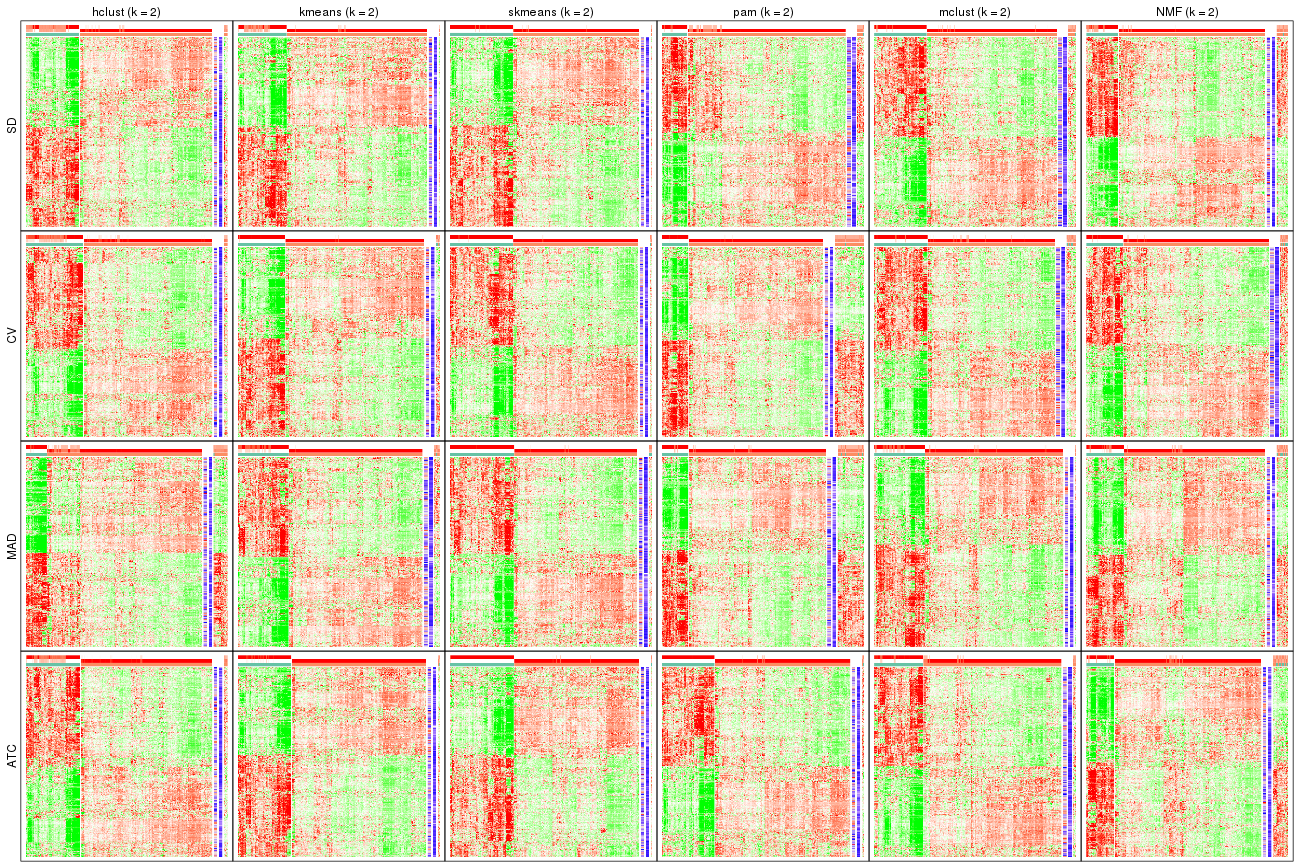 hclust (k = 2)
kmeans (k = 2)
skmeans (k = 2)
pam (k = 2)
mclust (k = 2)
NMF (k = 2)
SD
CV
MAD
ATC